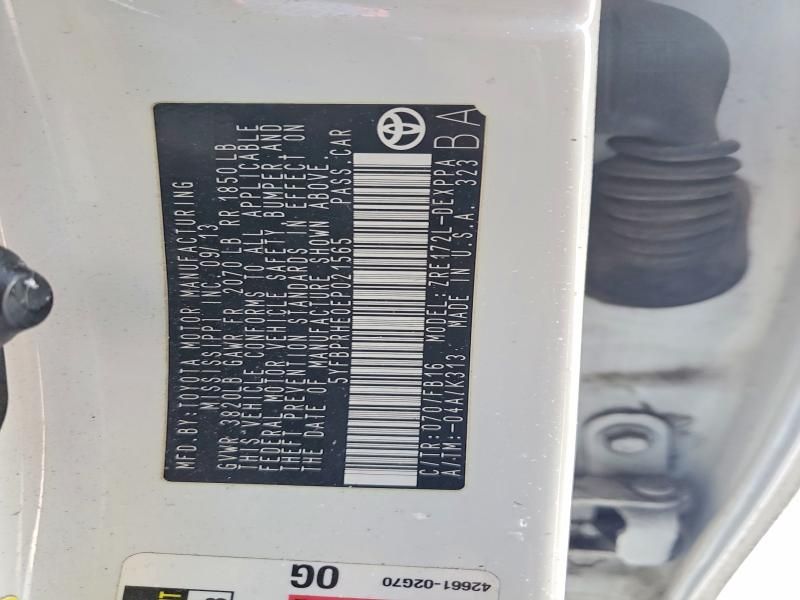 MFD.BY:TOYOTA MOTOR MANUFACTURING
MISSISSIPPI, INC.09/13
GVWR 3820LB GAWR FR 2070LB RR 1850LB
THIS VEHICLE CONFORMS TO ALL APPLICABLE
FEDERAL MOTOR VEHICLE SAFETY BUMPER AND
THEFT PREVENTION STANDARDS IN EFFECT ON
THE DATE OF MANUFACTURE SHOWN ABOVE.
5YFBPRHE0EP021565 PASS.CAR
C/TR:070/FB16 MODEL:ZRE172L-DEXPPA
A/TM:-04A/K313: MADE IN U.S.A. 323
BA
42661-02G70
OG